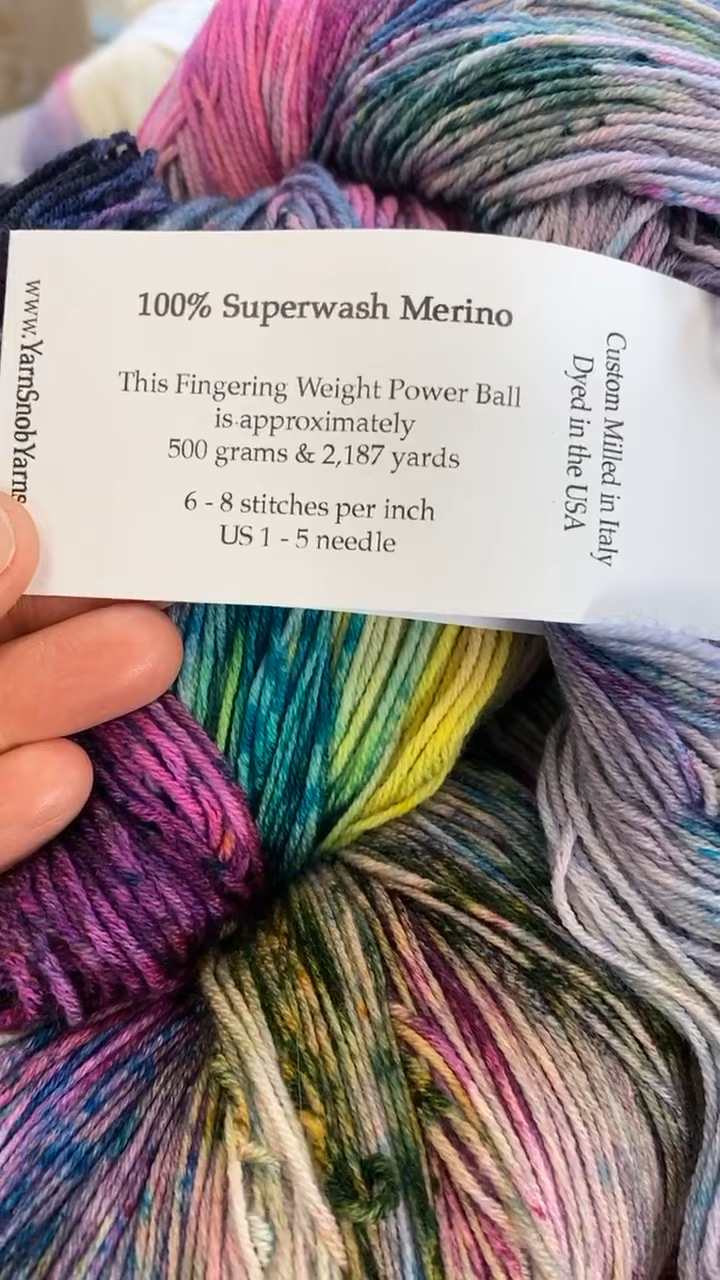 www.YarnSnobYarns
100% Superwash Merino
This Fingering Weight Power Ball
is approximately
500 grams & 2,187 yards
6 - 8 stitches per inch
US 1 - 5 needle
Custom Milled in Italy
Dyed in the USA